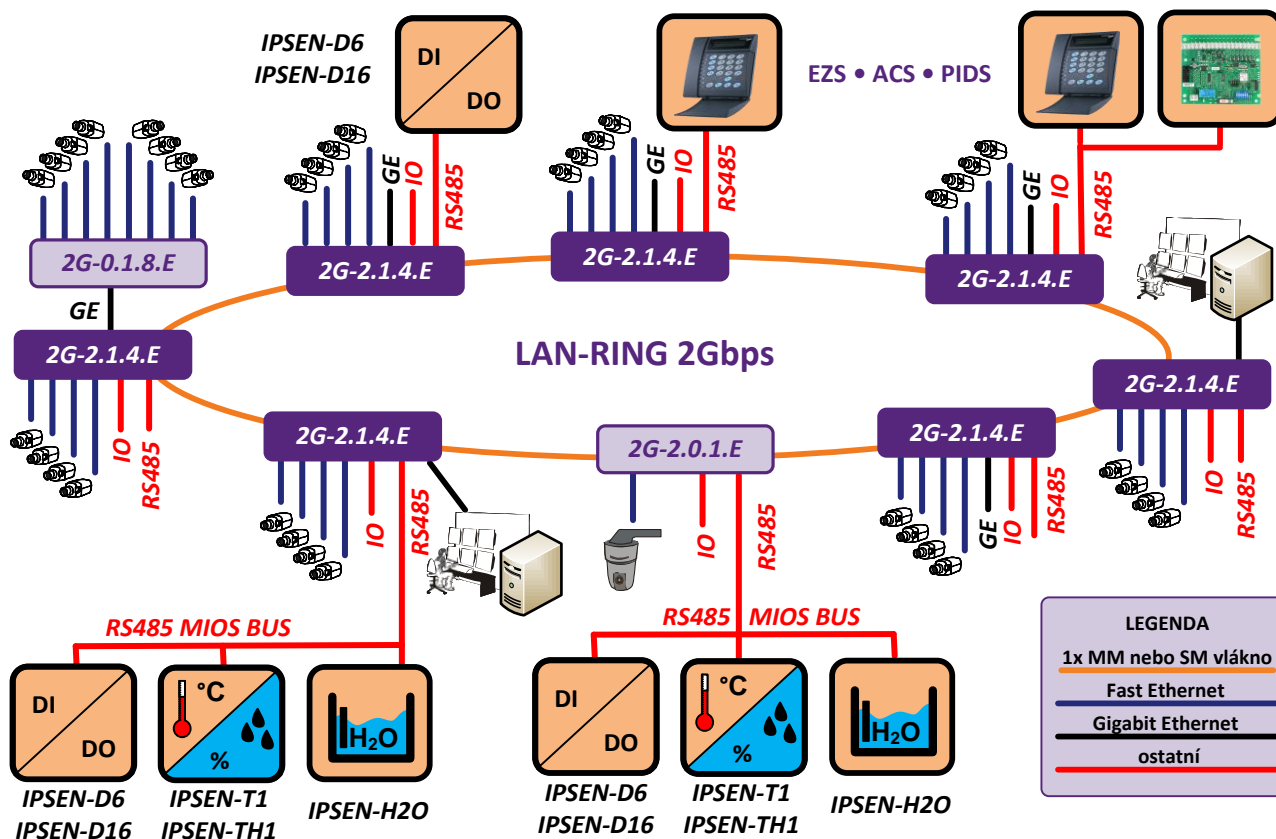 IPSEN-D6
IPSEN-D16
DI
DO
EZS • ACS • PIDS
GE
IO
RS485
GE
IO
RS485
GE
IO
RS485
2G-0.1.8.E
2G-2.1.4.E
2G-2.1.4.E
2G-2.1.4.E
GE
2G-2.1.4.E
LAN-RING 2Gbps
2G-2.1.4.E
2G-2.1.4.E
2G-2.0.1.E
2G-2.1.4.E
IO
RS485
IO
RS485
IO
RS485
GE
IO
RS485
IO
RS485
RS485 MIOS BUS
RS485 MIOS BUS
DI
DO
°C
%
H₂O
DI
DO
°C
%
H₂O
IPSEN-D6
IPSEN-D16
IPSEN-T1
IPSEN-TH1
IPSEN-H2O
IPSEN-D6
IPSEN-D16
IPSEN-T1
IPSEN-TH1
IPSEN-H2O
LEGENDA
1x MM nebo SM vlákno
Fast Ethernet
Gigabit Ethernet
ostatní